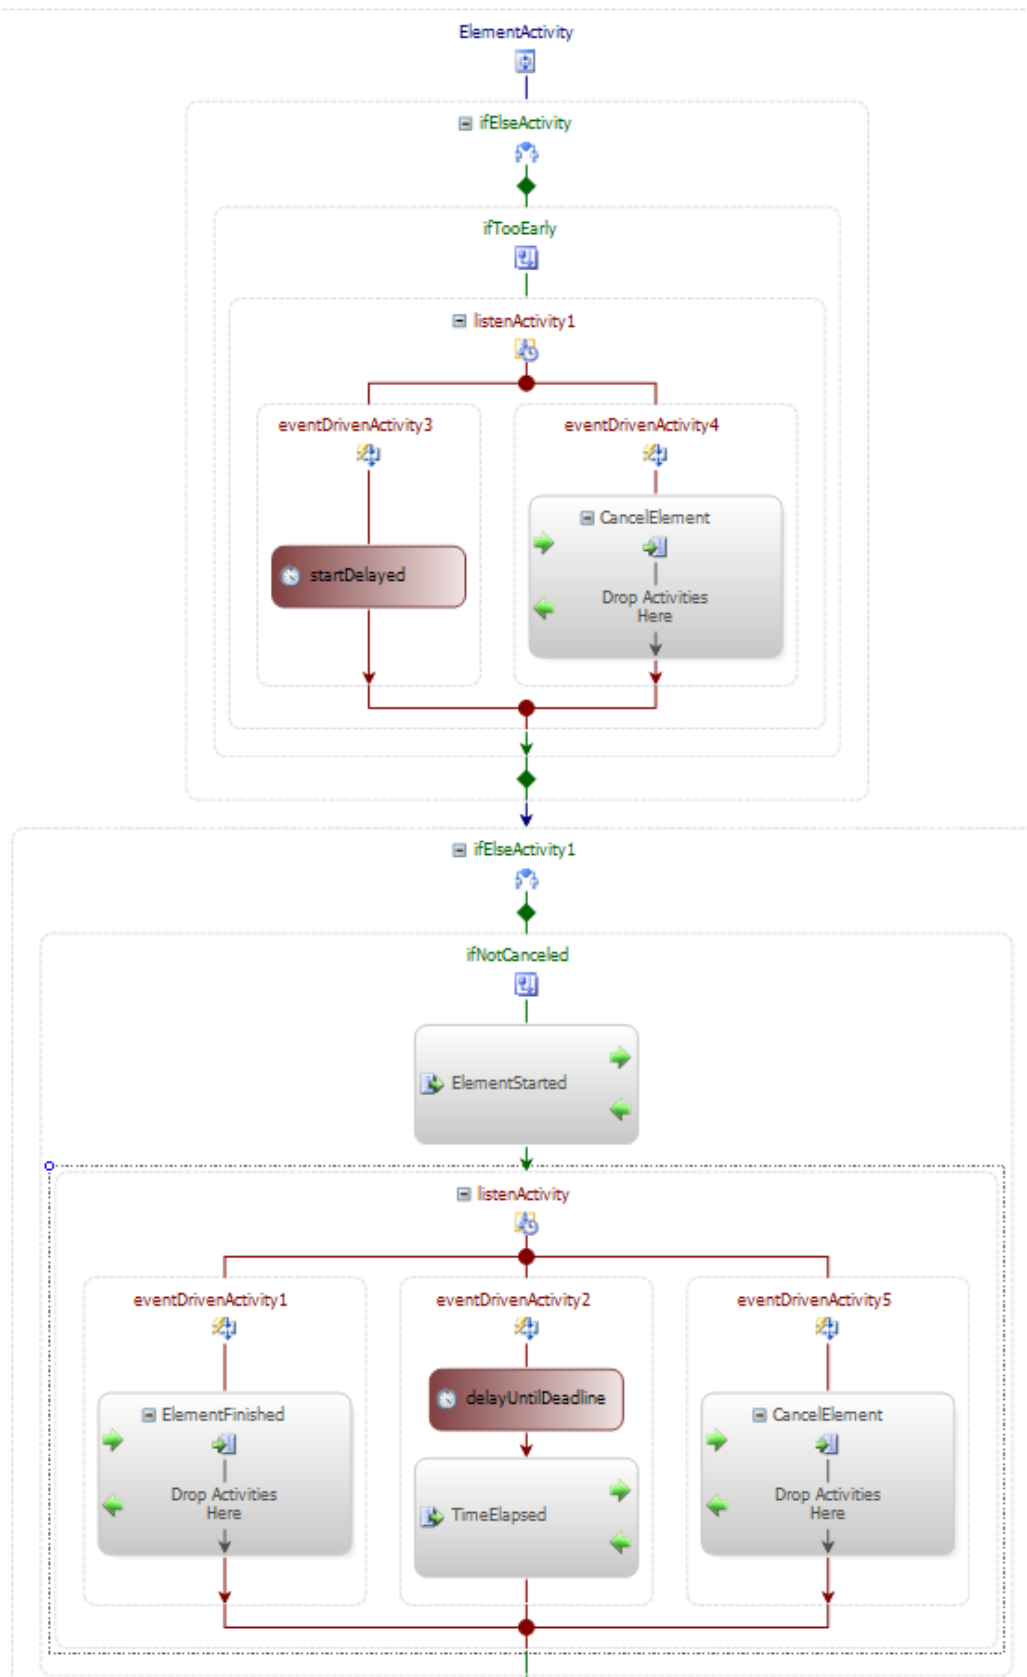 ElementActivity
ifElseActivity
ifTooEarly
listenActivity1
eventDrivenActivity3
eventDrivenActivity4
CancelElement
startDelayed
Drop Activities
Here
ifElseActivity1
ifNotCanceled
ElementStarted
listenActivity
eventDrivenActivity1
eventDrivenActivity2
eventDrivenActivity5
delayUntilDeadline
ElementFinished
CancelElement
Drop Activities
Here
TimeElapsed
Drop Activities
Here